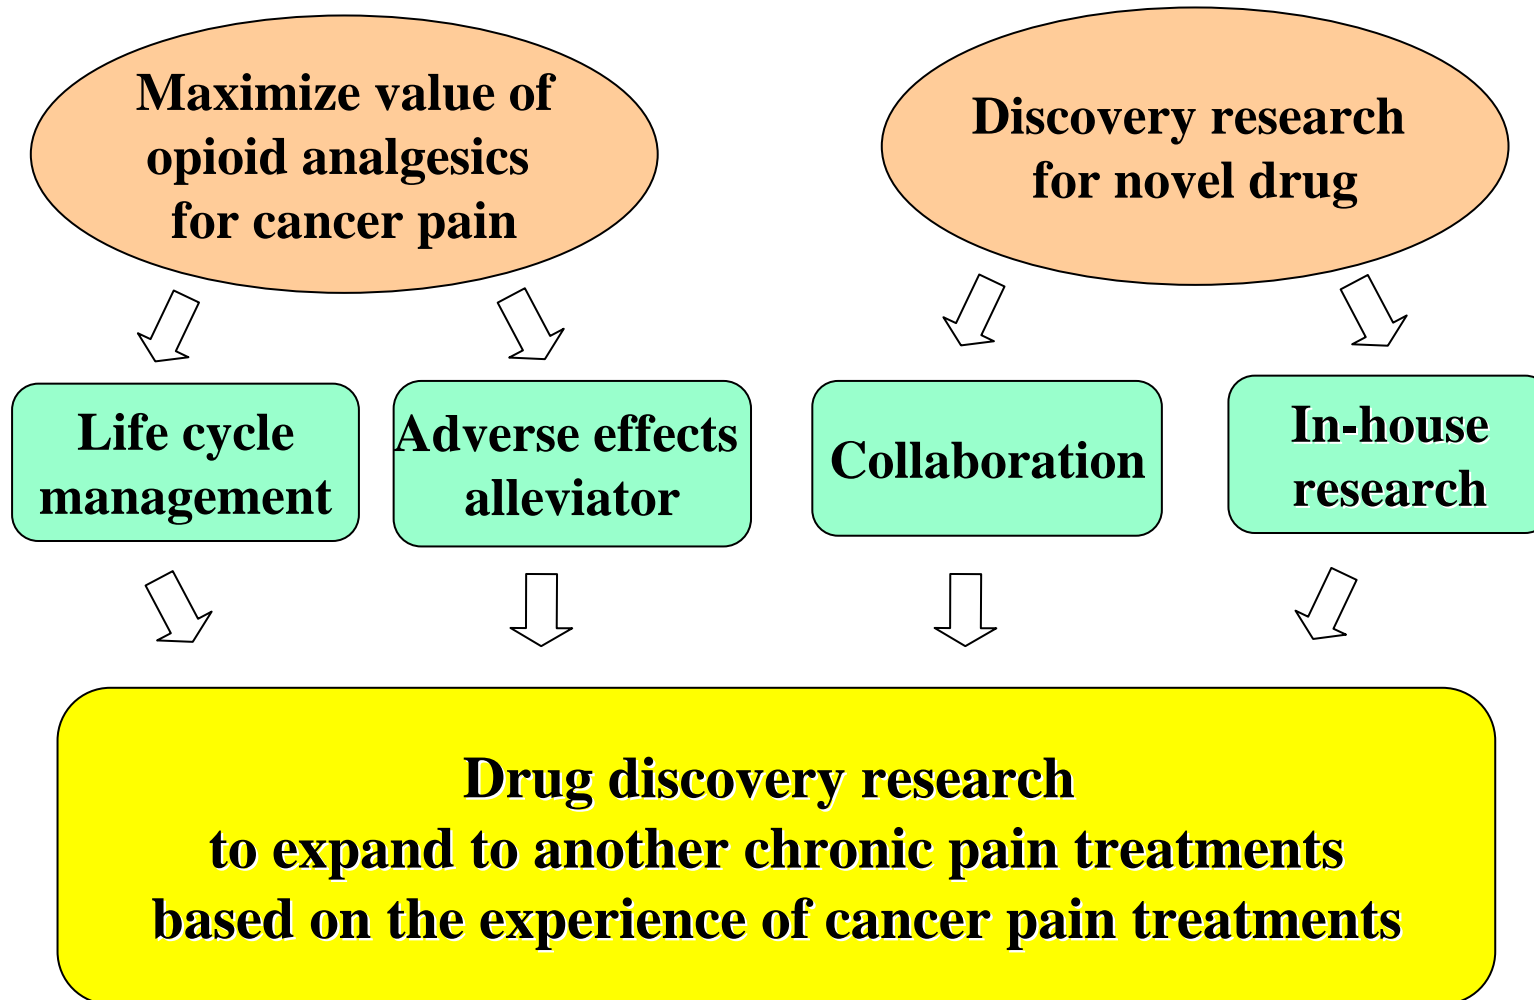 Maximize value of
opioid analgesics
for cancer pain
Discovery research
for novel drug
Life cycle
management
Adverse effects
alleviator
Collaboration
In-house
research
Drug discovery research
to expand to another chronic pain treatments
based on the experience of cancer pain treatments